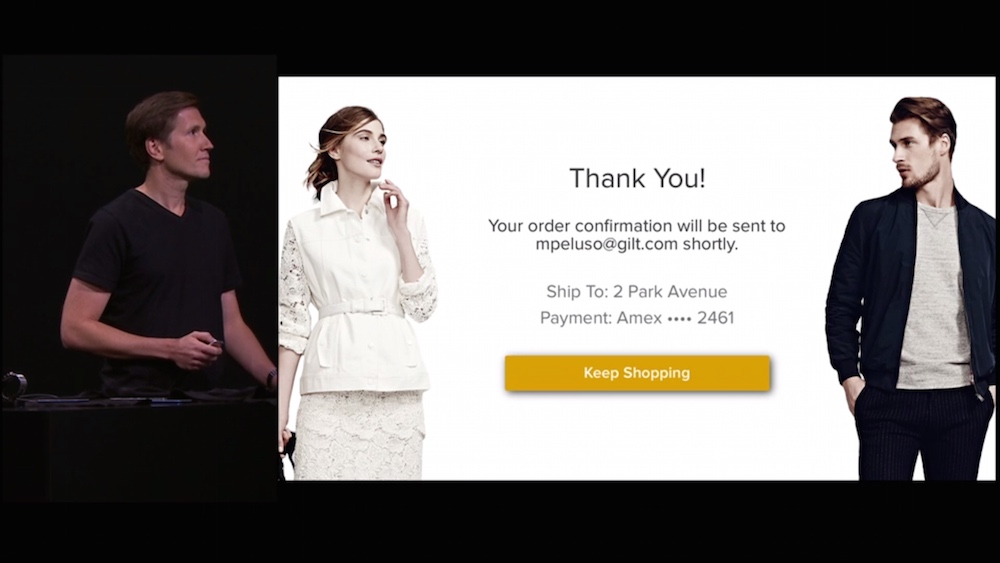 Thank You!
Your order confirmation will be sent to
mpeluso@gilt.com shortly.
Ship To: 2 Park Avenue
Payment: Amex •••• 2461
Keep Shopping